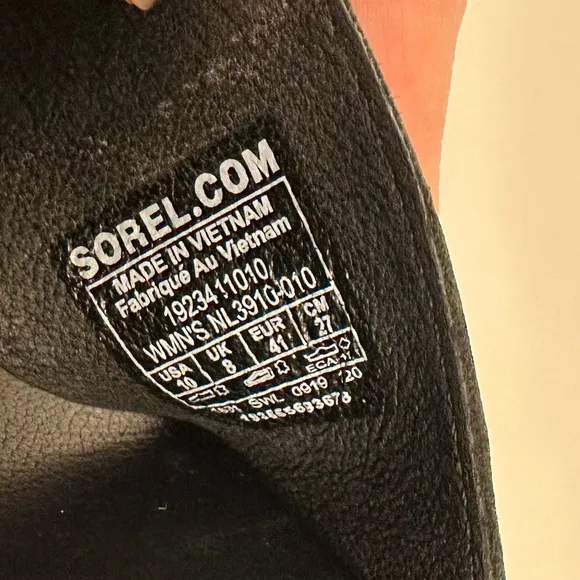 SOREL.COM
MADE IN VIETNAM
Fabriqué Au Vietnam
1923411010
WMN'S NL3910-010
USA UK EUR CM
10 8 41 27
SWL 0919 120